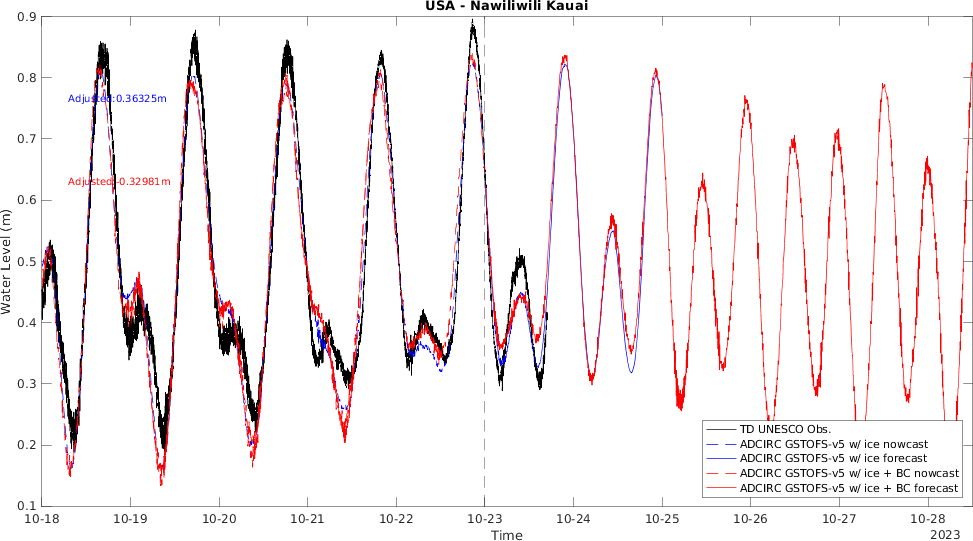 USA - Nawiliwili Kauai
0.9
0.8
0.7
0.6
0.5
0.4
0.3
0.2
0.1
Water Level (m)
Adjusted:0.36325m
Adjusted:-0.32981m
TD UNESCO Obs.
ADCIRC GSTOFS-v5 w/ ice nowcast
ADCIRC GSTOFS-v5 w/ ice forecast
ADCIRC GSTOFS-v5 w/ ice + BC nowcast
ADCIRC GSTOFS-v5 w/ ice + BC forecast
10-18 10-19 10-20 10-21 10-22 10-23 10-24 10-25 10-26 10-27 10-28
Time
2023